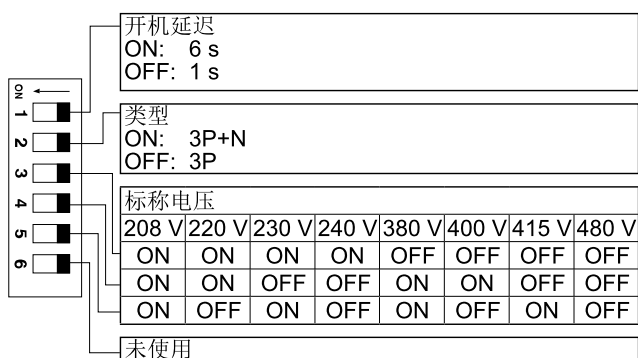 开机延迟
ON: 6 s
OFF: 1 s
ON
1
2
3
4
5
6
类型
ON: 3P+N
OFF: 3P
标称电压
208 V 220 V 230 V 240 V 380 V 400 V 415 V 480 V
ON ON ON ON OFF OFF OFF OFF
ON ON OFF OFF ON ON OFF OFF
ON OFF ON OFF ON OFF ON OFF
未使用